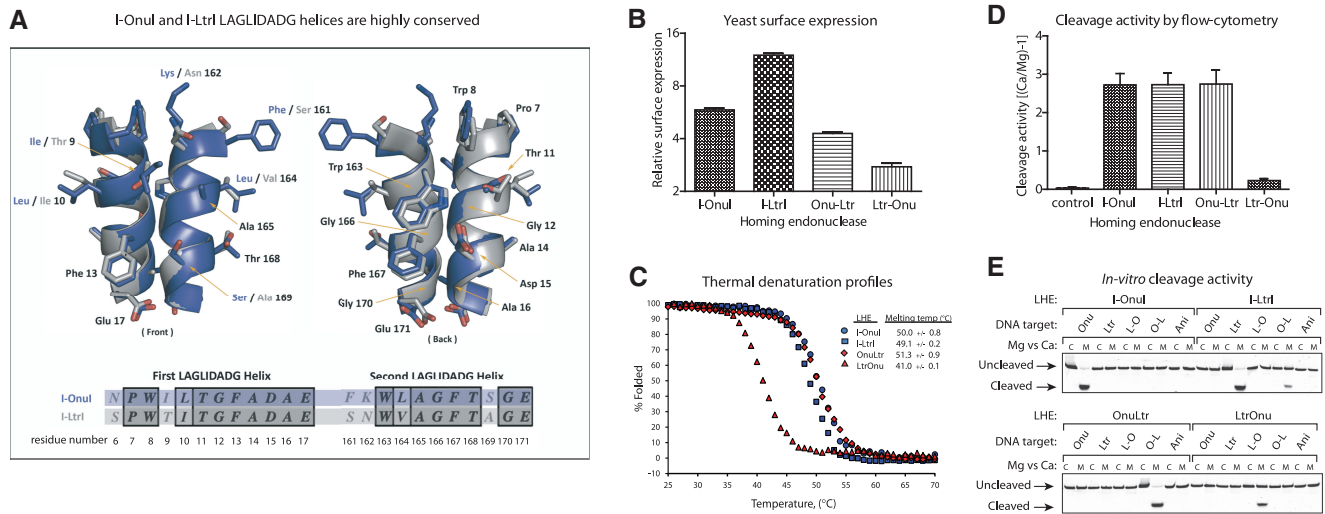 A
I-OnuI and I-LtrI LAGLIDADG helices are highly conserved
Lys / Asn 162
Phe / Ser 161
Ile / Thr 9
Leu / Val 164
Leu / Ile 10
Ala 165
Phe 13
Thr 168
Ser / Ala 169
Glu 17
( Front )
Trp 8
Pro 7
Thr 11
Trp 163
Gly 166
Gly 12
Ala 14
Phe 167
Asp 15
Gly 170
Ala 16
Glu 171
( Back )
First LAGLIDADG Helix
Second LAGLIDADG Helix
I-OnuI N P W I L T G F A D A E F K W L A G F T S G E
I-LtrI S P W T I T G F A D A E S N W V A G F T A G E
residue number 6 7 8 9 10 11 12 13 14 15 16 17 161 162 163 164 165 166 167 168 169 170 171
B
Yeast surface expression
Relative surface expression
16
8
4
2
I-OnuI I-LtrI Onu-Ltr Ltr-Onu
Homing endonuclease
C
Thermal denaturation profiles
% Folded
100
90
80
70
60
50
40
30
20
10
0
-10
25 30 35 40 45 50 55 60 65 70
Temperature, (°C)
LHE Melting temp (°C)
I-OnuI 50.0 +/- 0.8
I-LtrI 49.1 +/- 0.2
OnuLtr 51.3 +/- 0.9
LtrOnu 41.0 +/- 0.1
D
Cleavage activity by flow-cytometry
Cleavage activity [(Ca/Mg)-1]
4
3
2
1
0
control I-OnuI I-LtrI Onu-Ltr Ltr-Onu
Homing endonuclease
E
In-vitro cleavage activity
LHE: I-OnuI I-LtrI
DNA target: Onu Ltr L-O O-L Ani Onu Ltr L-O O-L Ani
Mg vs Ca: C M C M C M C M C M C M C M C M C M C M
Uncleaved
Cleaved
LHE: OnuLtr LtrOnu
DNA target: Onu Ltr L-O O-L Ani Onu Ltr L-O O-L Ani
Mg vs Ca: C M C M C M C M C M C M C M C M C M C M
Uncleaved
Cleaved